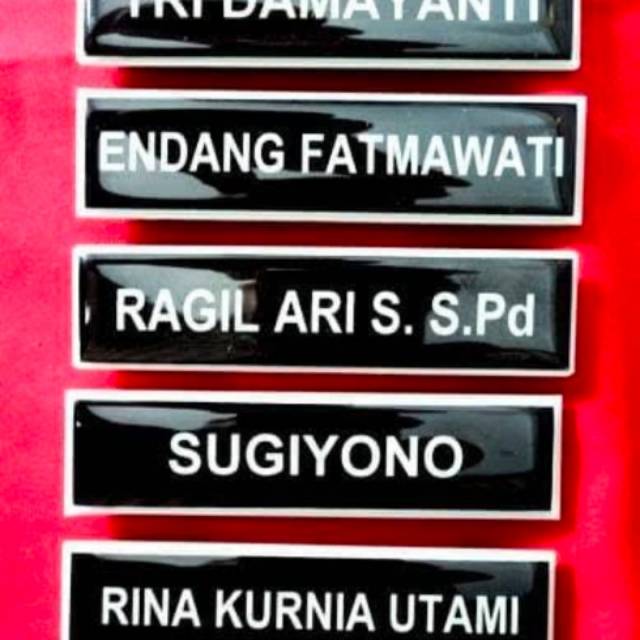 TRI DAMAYANTI
ENDANG FATMAWATI
RAGIL ARI S. S.Pd
SUGIYONO
RINA KURNIA UTAMI